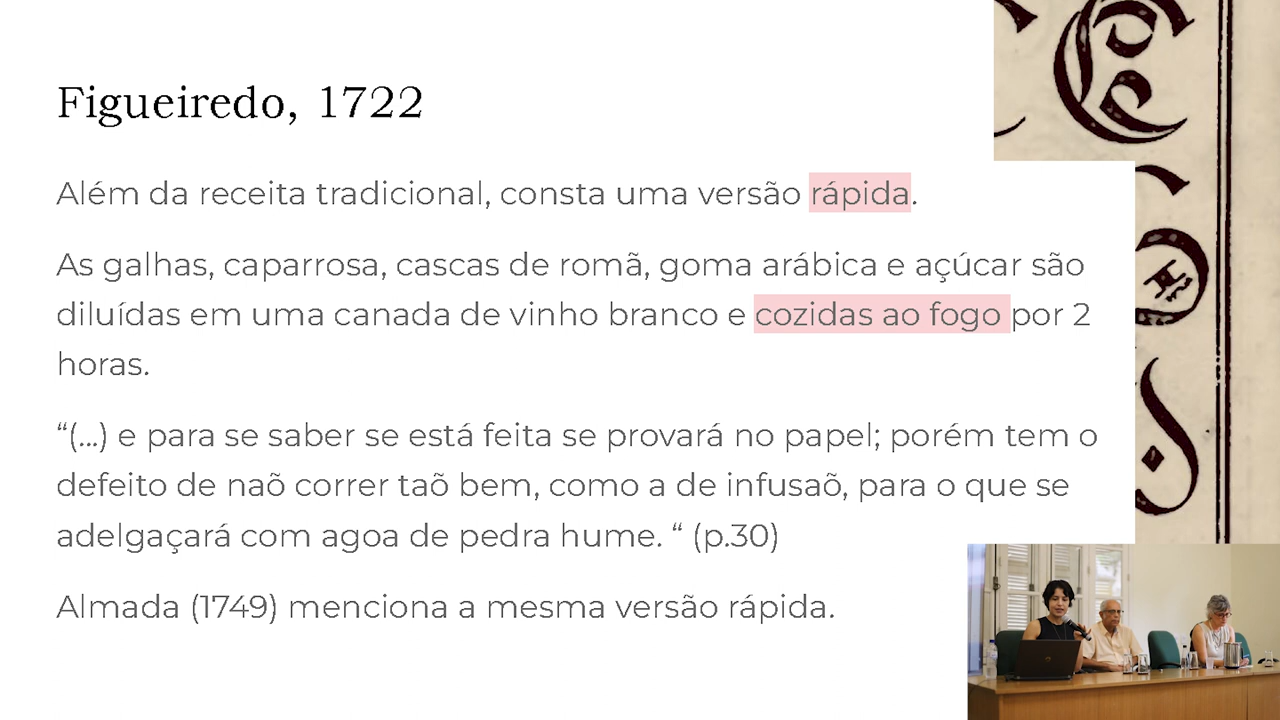 Figueiredo, 1722
Além da receita tradicional, consta uma versão rápida.
As galhas, caparrosa, cascas de romã, goma arábica e açúcar são
diluídas em uma canada de vinho branco e cozidas ao fogo por 2
horas.
“(...) e para se saber se está feita se provará no papel; porém tem o
defeito de naõ correr taõ bem, como a de infusaõ, para o que se
adelgaçará com agoa de pedra hume. “ (p.30)
Almada (1749) menciona a mesma versão rápida.